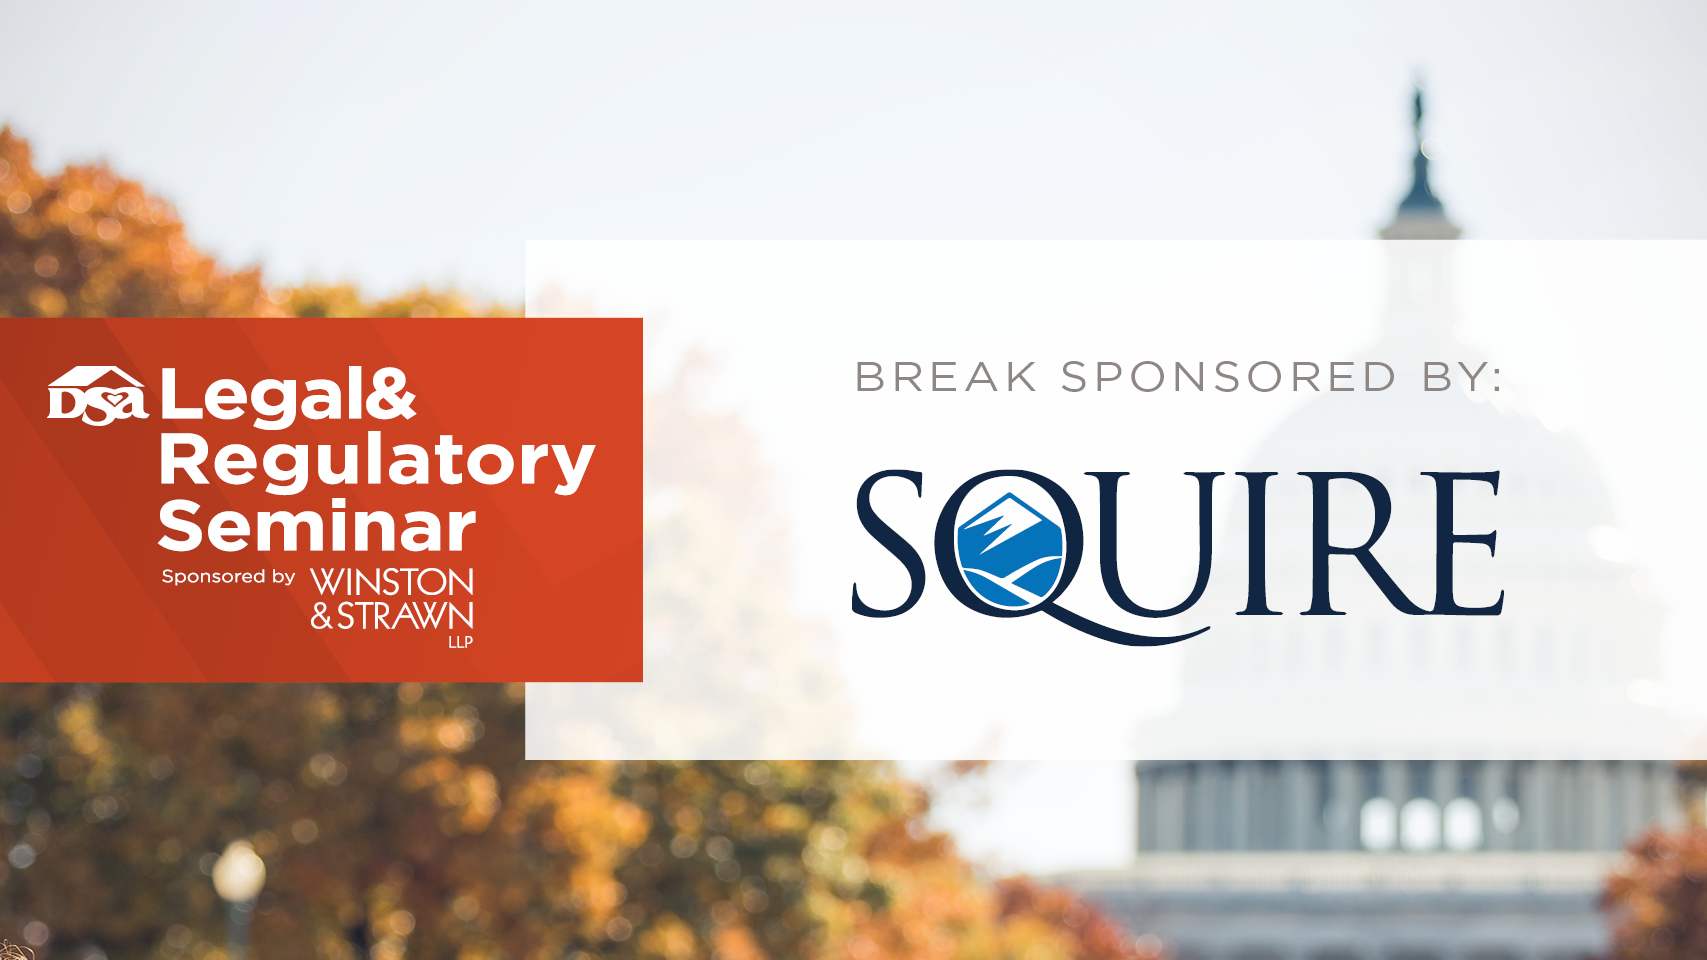 DSA
Legal&
Regulatory
Seminar
Sponsored by
WINSTON
& STRAWN
LLP
BREAK SPONSORED BY:
SQUIRE